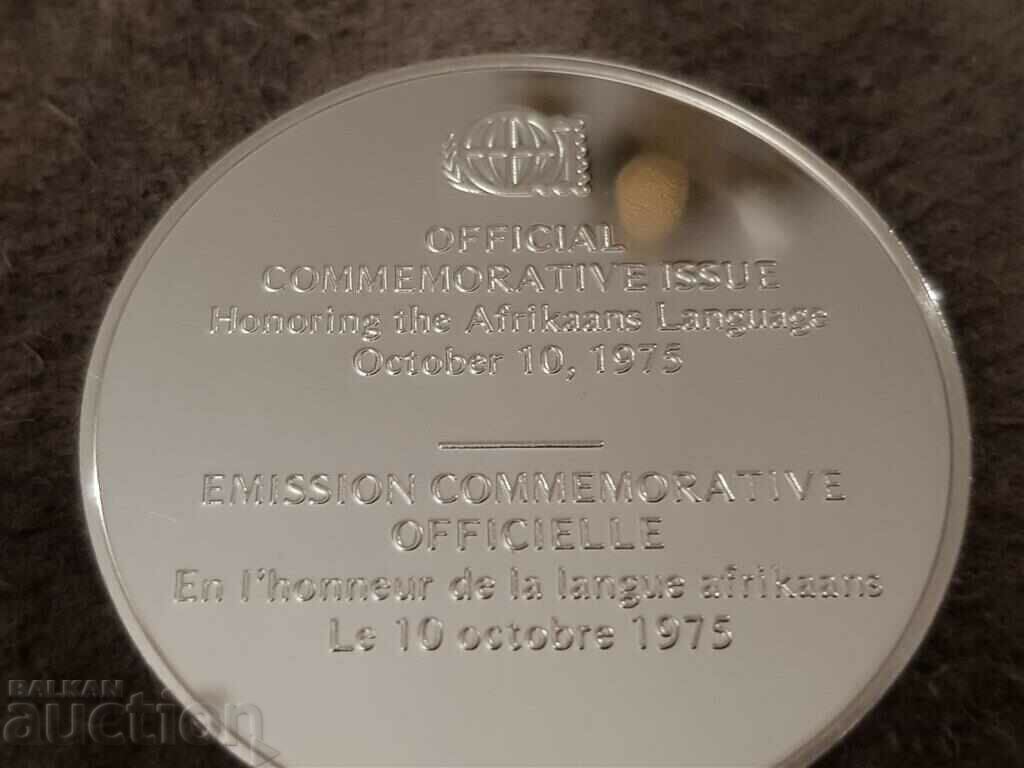 OFFICIAL
COMMEMORATIVE ISSUE
Honoring the Afrikaans Language
October 10, 1975
EMISSION COMMEMORATIVE
OFFICIELLE
En l'honneur de la langue afrikaans
Le 10 octobre 1975
BALKAN
auction